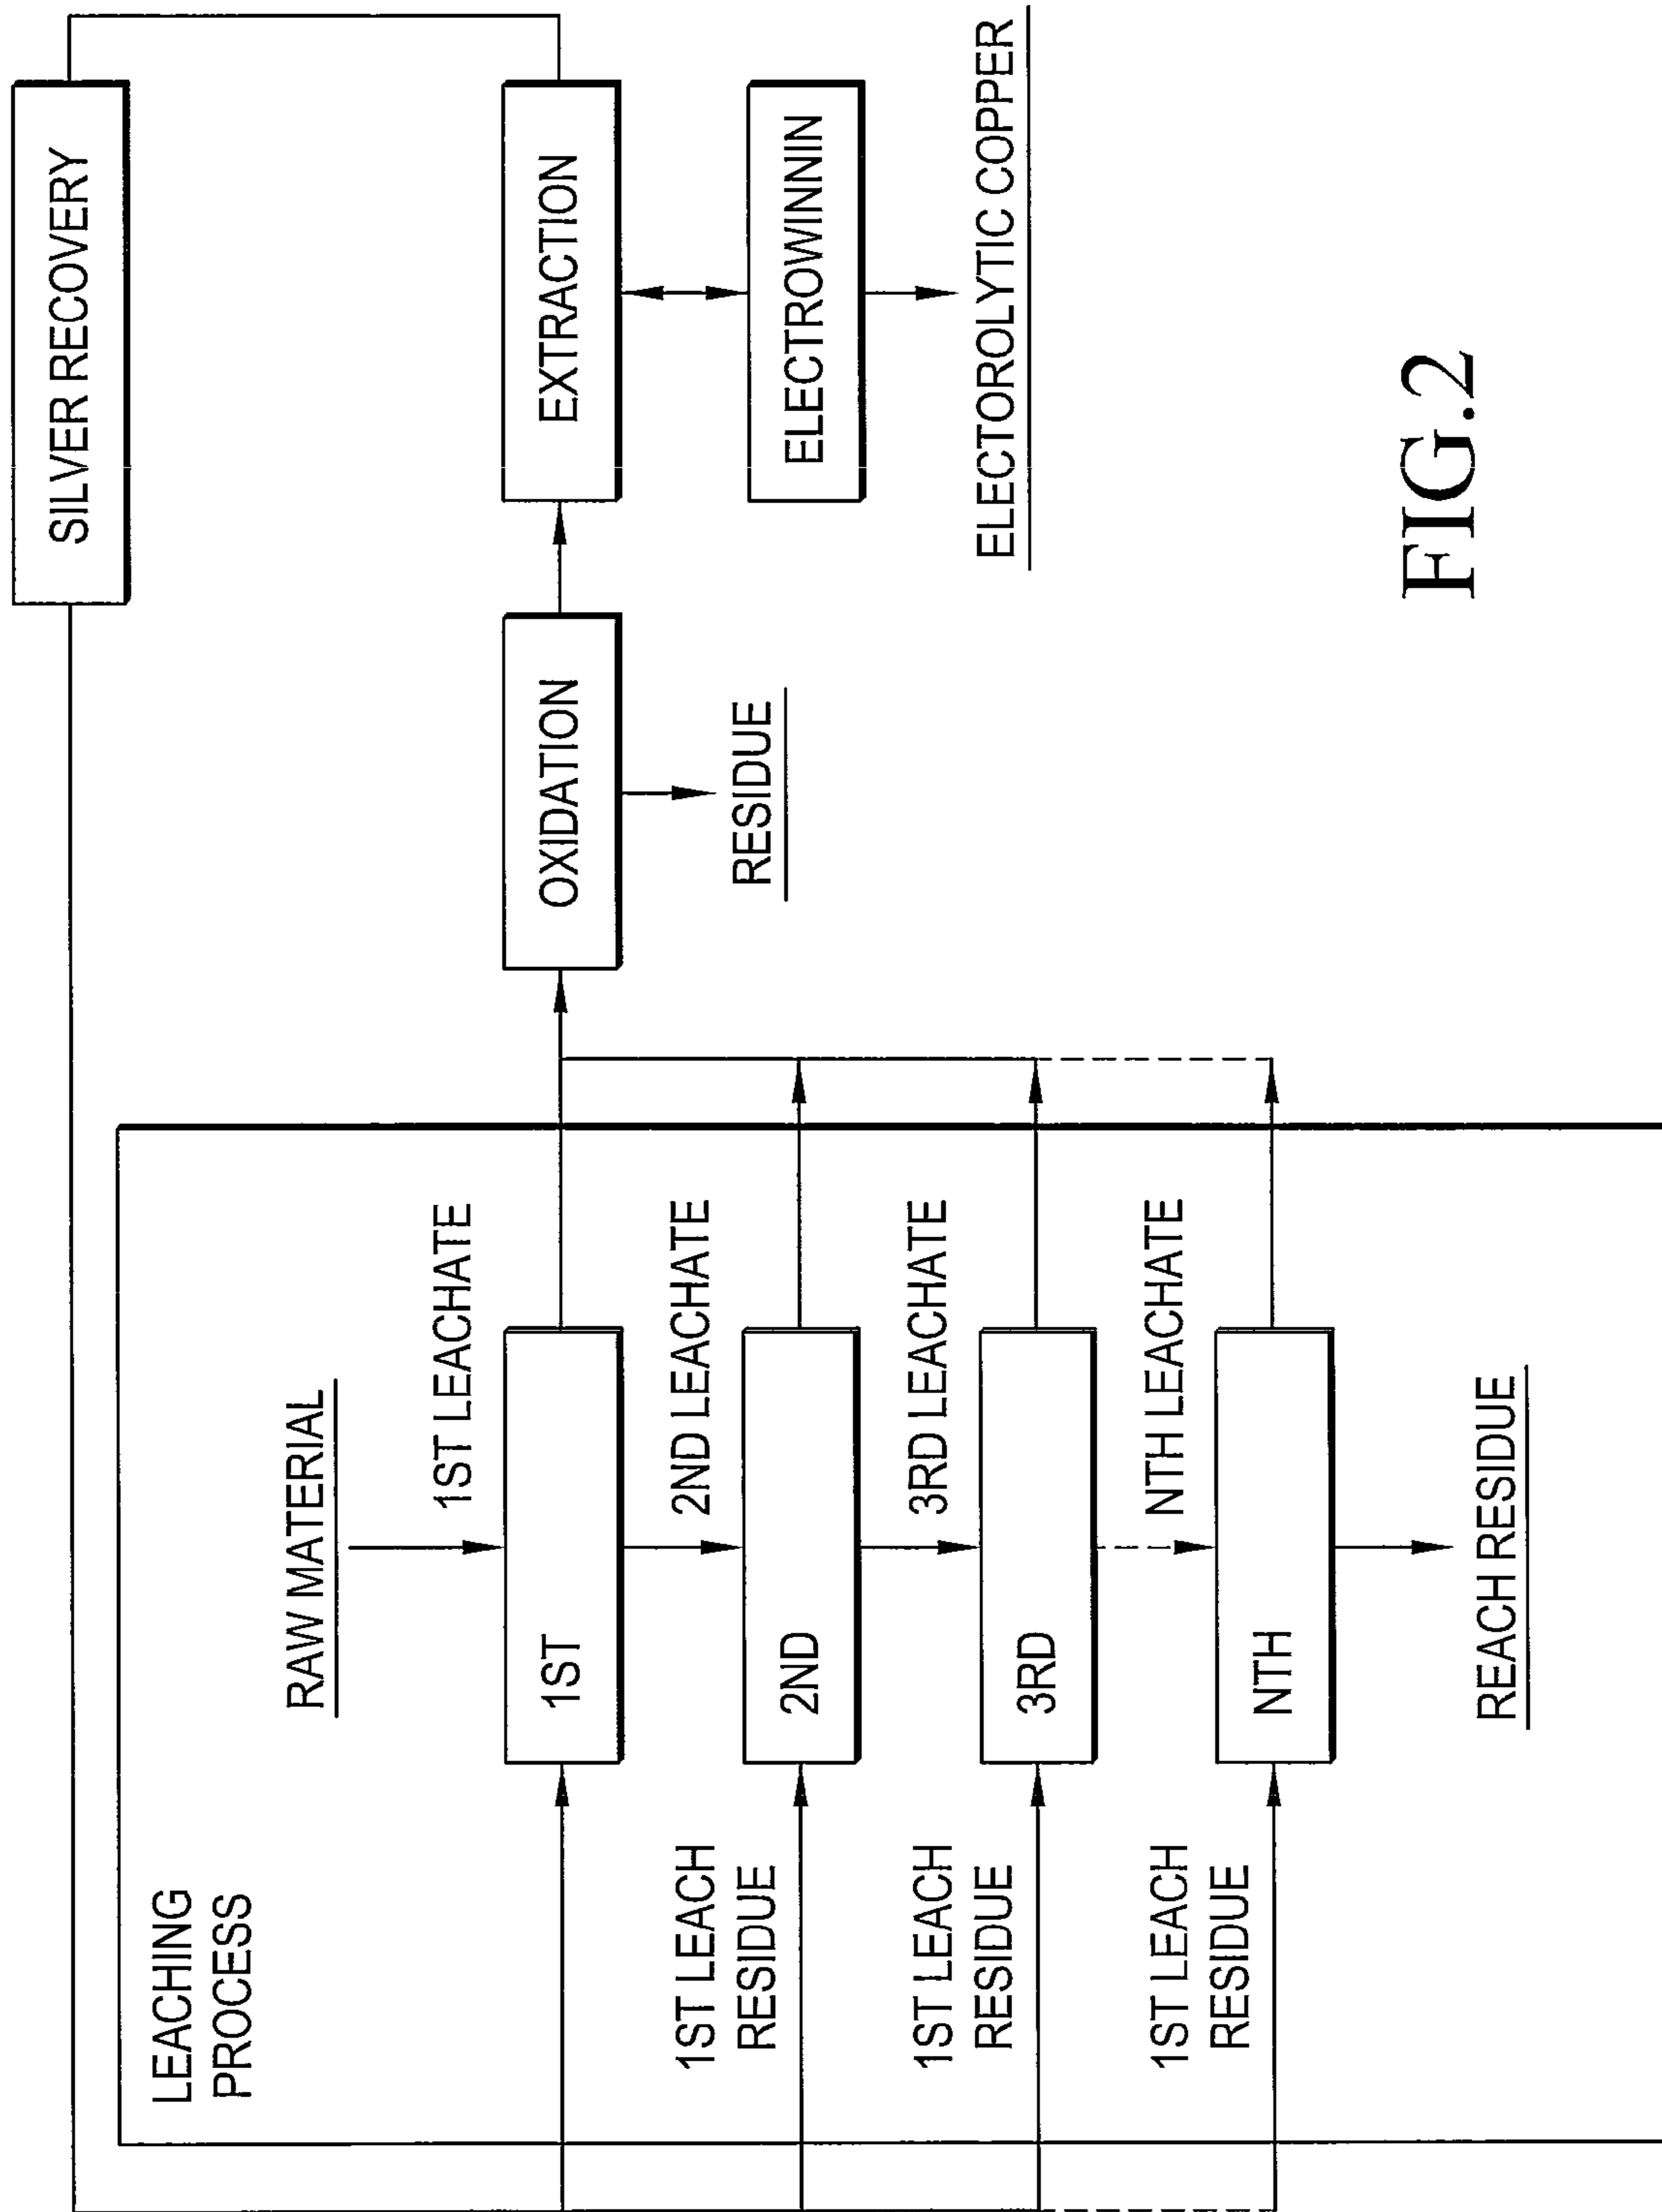 SILVER RECOVERY
LEACHING
PROCESS
RAW MATERIAL
1ST LEACHATE
1ST
OXIDATION
EXTRACTION
1ST LEACH
RESIDUE
2ND LEACHATE
2ND
RESIDUE
ELECTROWINNIN
1ST LEACH
RESIDUE
3RD LEACHATE
3RD
ELECTOROLYTIC COPPER
1ST LEACH
RESIDUE
NTH LEACHATE
NTH
REACH RESIDUE
FIG.2